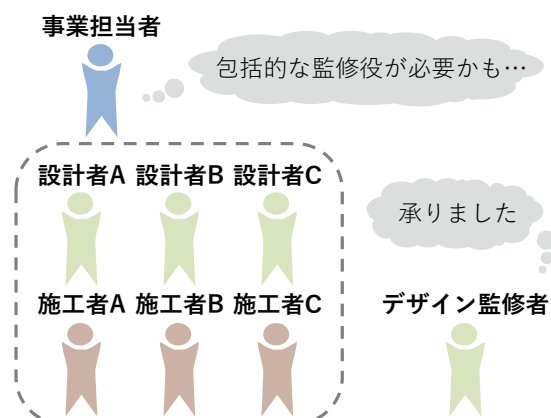 事業担当者
包括的な監修役が必要かも…
設計者A 設計者B 設計者C
承りました
施工者A 施工者B 施工者C
デザイン監修者